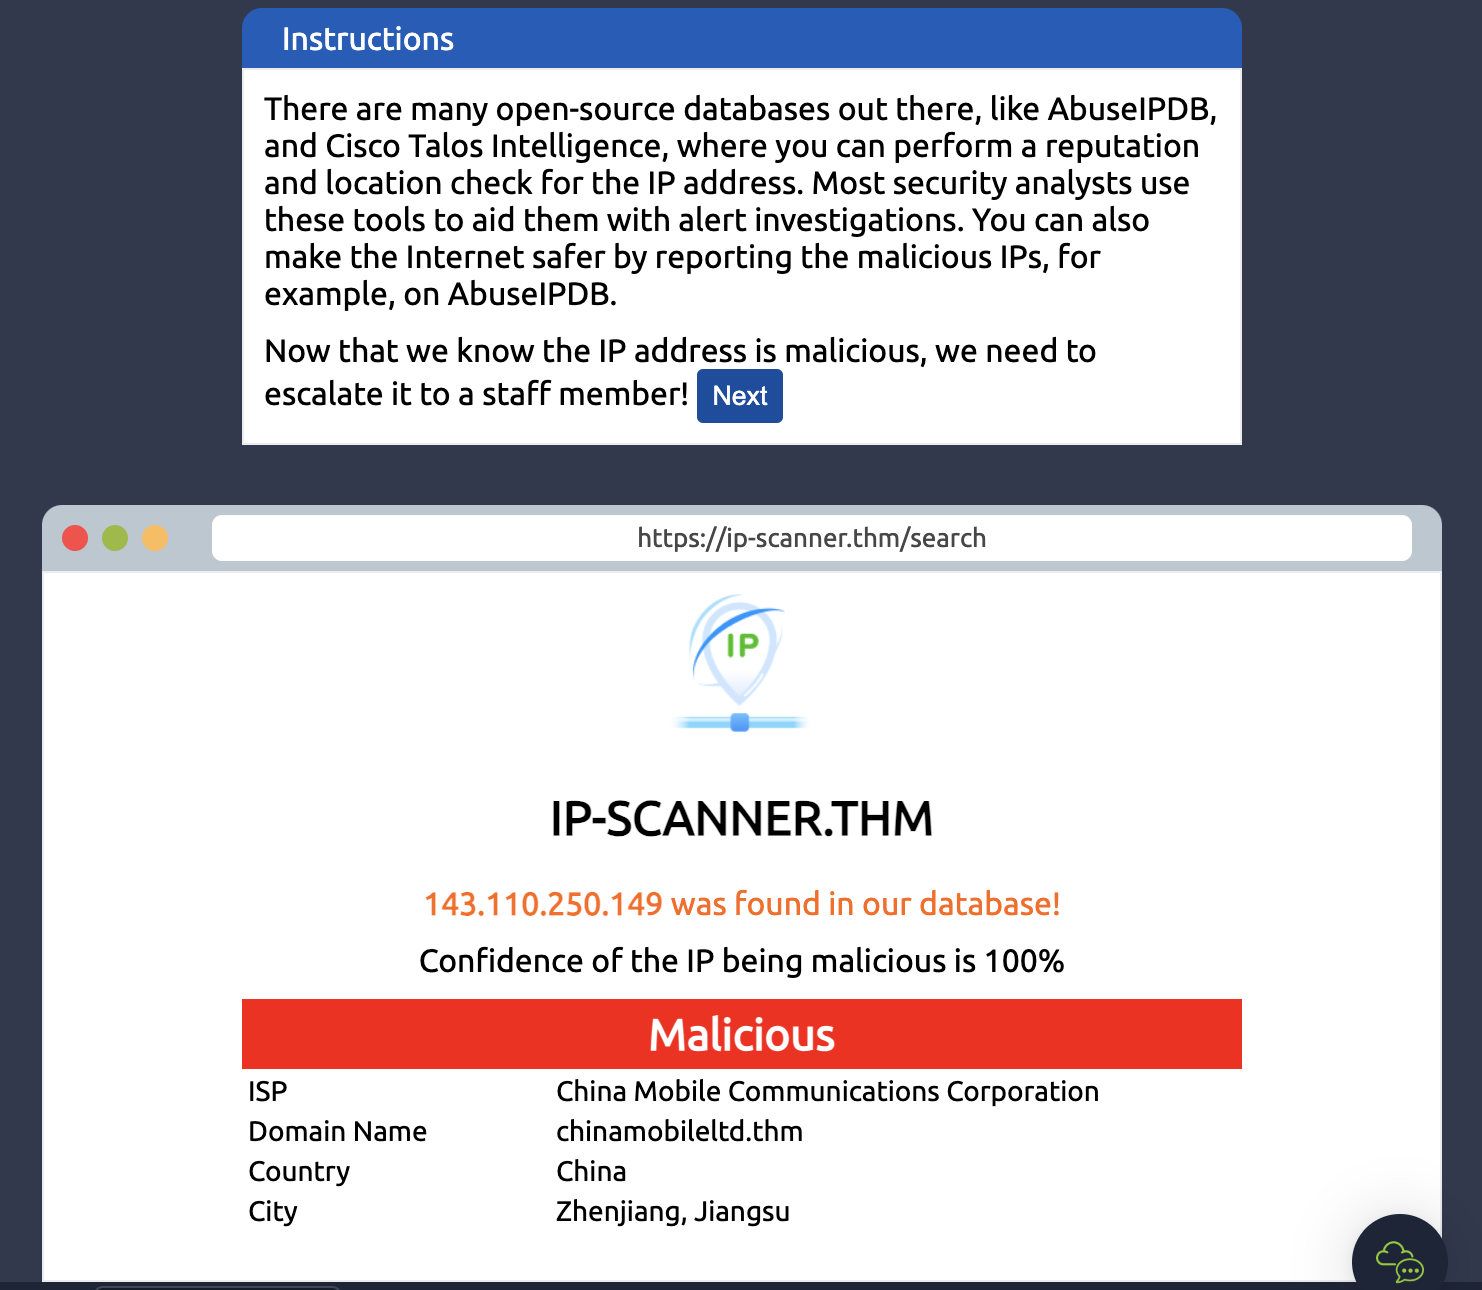 Instructions
There are many open-source databases out there, like AbuseIPDB,
and Cisco Talos Intelligence, where you can perform a reputation
and location check for the IP address. Most security analysts use
these tools to aid them with alert investigations. You can also
make the Internet safer by reporting the malicious IPs, for
example, on AbuseIPDB.
Now that we know the IP address is malicious, we need to
escalate it to a staff member! Next
https://ip-scanner.thm/search
IP
IP-SCANNER.THM
143.110.250.149 was found in our database!
Confidence of the IP being malicious is 100%
Malicious
ISP China Mobile Communications Corporation
Domain Name chinamobileltd.thm
Country China
City Zhenjiang, Jiangsu